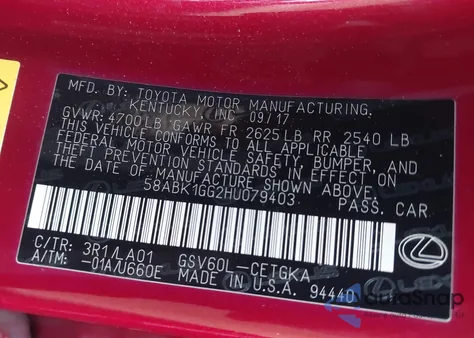 MFD. BY: TOYOTA MOTOR MANUFACTURING,
KENTUCKY, INC 09/17
GVWR: 4700LB GAWR FR 2625LB RR 2540 LB
THIS VEHICLE CONFORMS TO ALL APPLICABLE
FEDERAL MOTOR VEHICLE SAFETY, BUMPER, AND
THEFT PREVENTION STANDARDS IN EFFECT ON
THE DATE OF MANUFACTURE SHOWN ABOVE.
58ABK1GG2HU079403 PASS. CAR
C/TR: 3R1/LA01 GSV60L-CETGKA
A/TM: -01A/U660E MADE IN U.S.A. 94440
AutoSnap